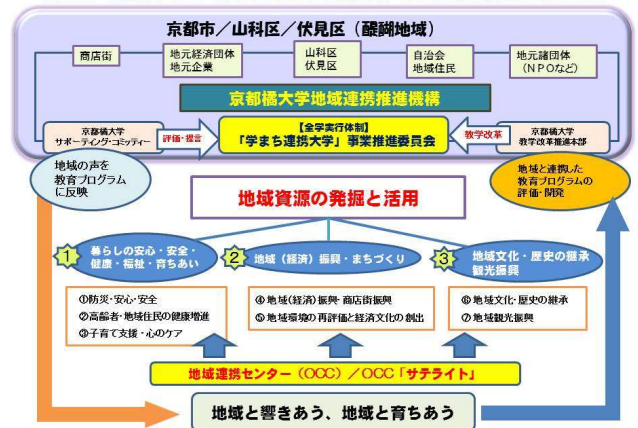 京都市／山科区／伏見区（醍醐地域）
商店街
地元経済団体
地元企業
山科区
伏見区
自治会
地域住民
地元諸団体
（ＮＰＯなど）
京都橘大学地域連携推進機構
京都橘大学
サポーティング・コミッティー
評価・提言
【全学実行体制】
「学まち連携大学」事業推進委員会
教学改革
京都橘大学
教学改革推進本部
地域の声を
教育プログラム
に反映
地域と連携した
教育プログラムの
評価・開発
地域資源の発掘と活用
1
暮らしの安心・安全・
健康・福祉・育ちあい
2
地域（経済）振興・まちづくり
3
地域文化・歴史の継承
観光振興
①防災・安心・安全
②高齢者・地域住民の健康増進
③子育て支援・心のケア
④地域（経済）振興・商店街振興
⑤地域環境の再評価と経済文化の創出
⑥地域文化・歴史の継承
⑦地域観光振興
地域連携センター（ＯＣＣ）／ＯＣＣ「サテライト」
地域と響きあう、地域と育ちあう